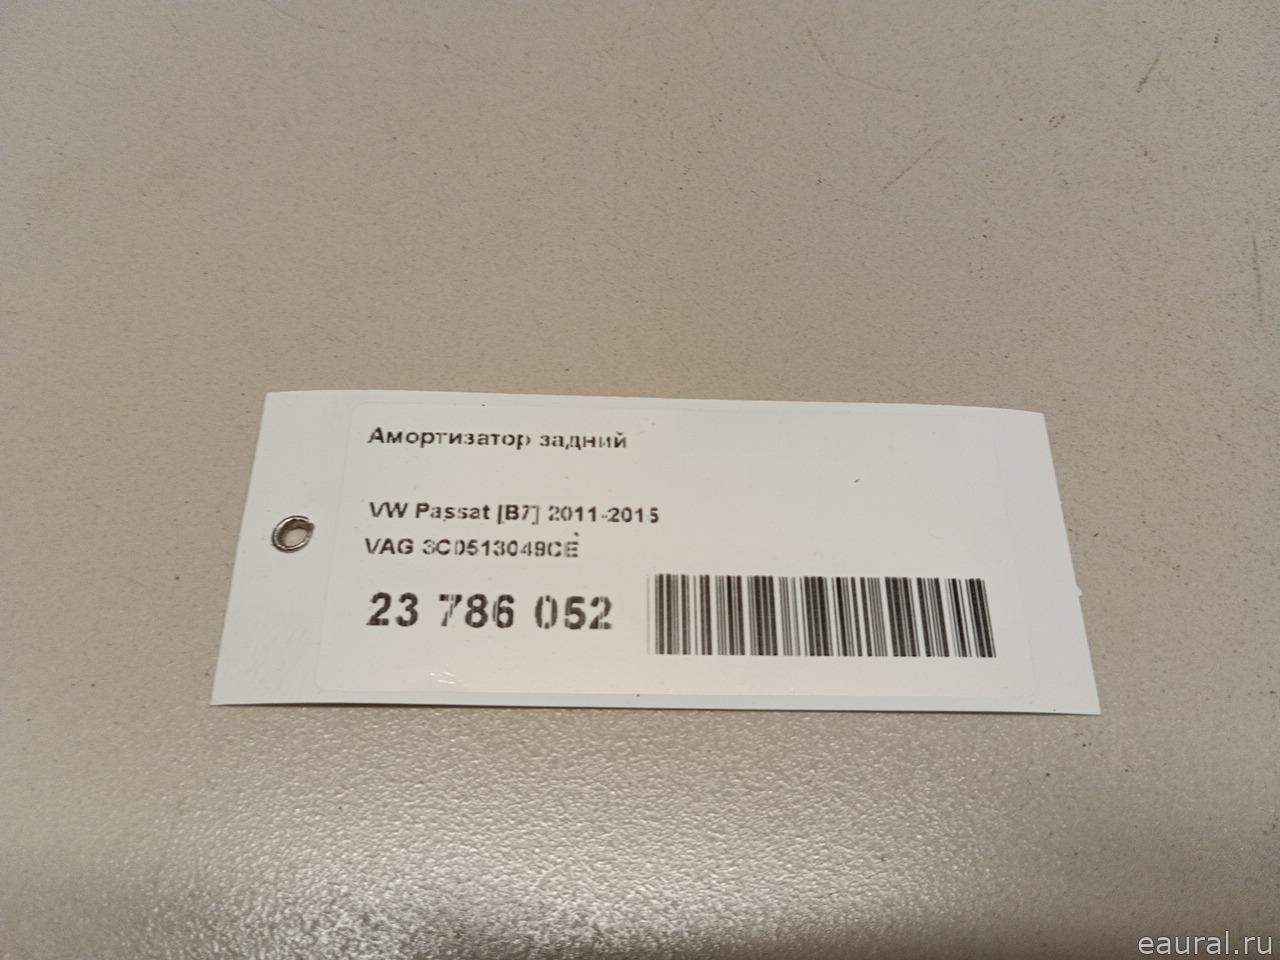 Амортизатор задний
VW Passat [B7] 2011-2015
VAG 3C0513049CE
23 786 052
eaural.ru